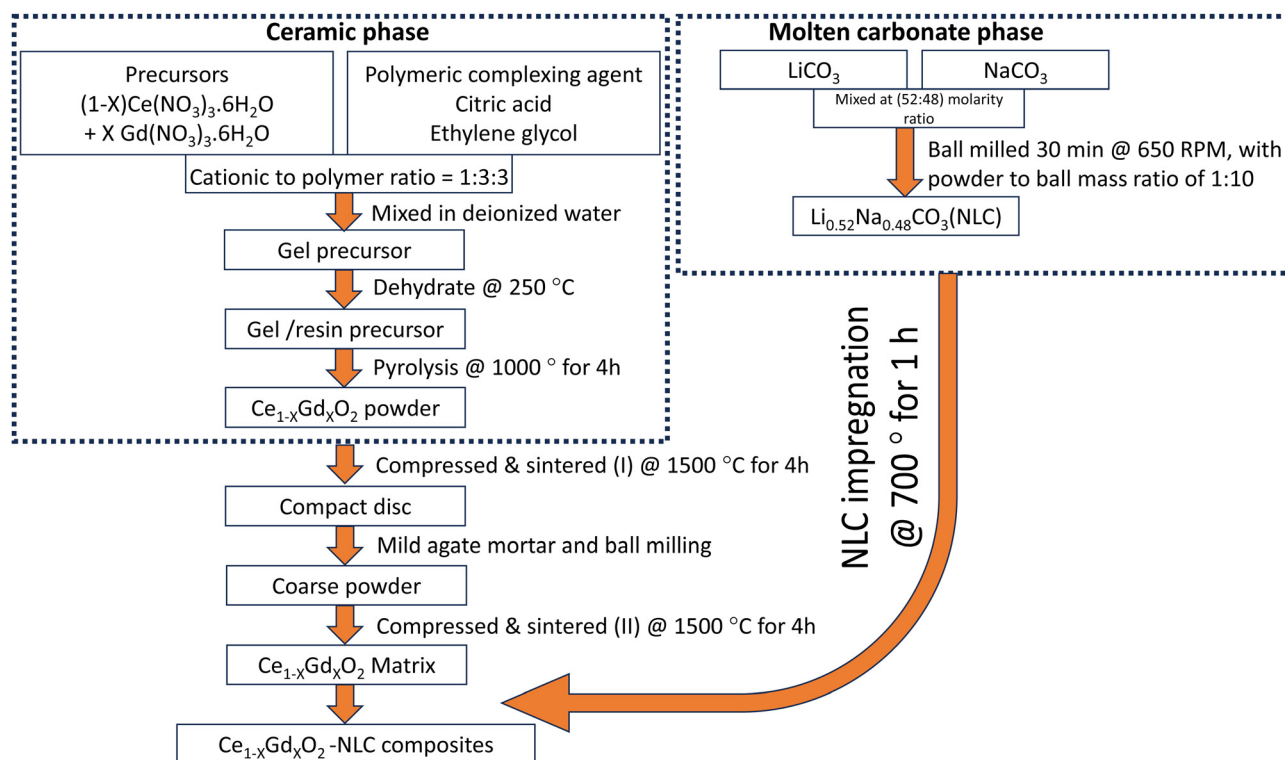 Ceramic phase
Precursors
(1-X)Ce(NO₃)₃.6H₂O
+ X Gd(NO₃)₃.6H₂O
Polymeric complexing agent
Citric acid
Ethylene glycol
Cationic to polymer ratio = 1:3:3
Mixed in deionized water
Gel precursor
Dehydrate @ 250 °C
Gel /resin precursor
Pyrolysis @ 1000 ° for 4h
Ce₁₋ₓGdₓO₂ powder
Compressed & sintered (I) @ 1500 °C for 4h
Compact disc
Mild agate mortar and ball milling
Coarse powder
Compressed & sintered (II) @ 1500 °C for 4h
Ce₁₋ₓGdₓO₂ Matrix
Ce₁₋ₓGdₓO₂ -NLC composites
Molten carbonate phase
LiCO₃
NaCO₃
Mixed at (52:48) molarity
ratio
Ball milled 30 min @ 650 RPM, with
powder to ball mass ratio of 1:10
Li₀.₅₂Na₀.₄₈CO₃(NLC)
NLC impregnation
@ 700 ° for 1 h